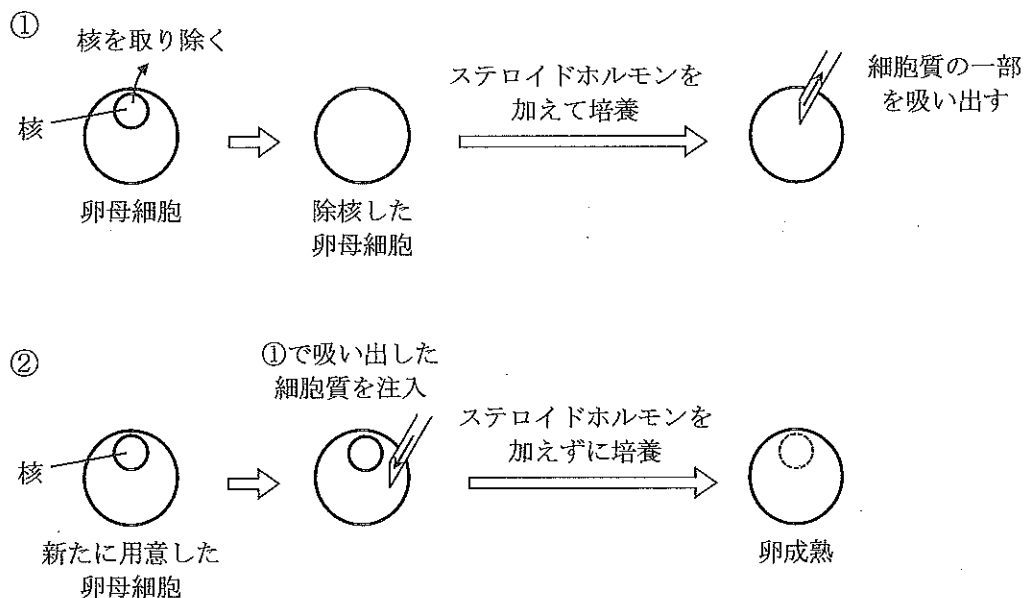 ①
核を取り除く
核
卵母細胞
除核した
卵母細胞
ステロイドホルモンを
加えて培養
細胞質の一部
を吸い出す
②
①で吸い出した
細胞質を注入
核
新たに用意した
卵母細胞
ステロイドホルモンを
加えずに培養
卵成熟